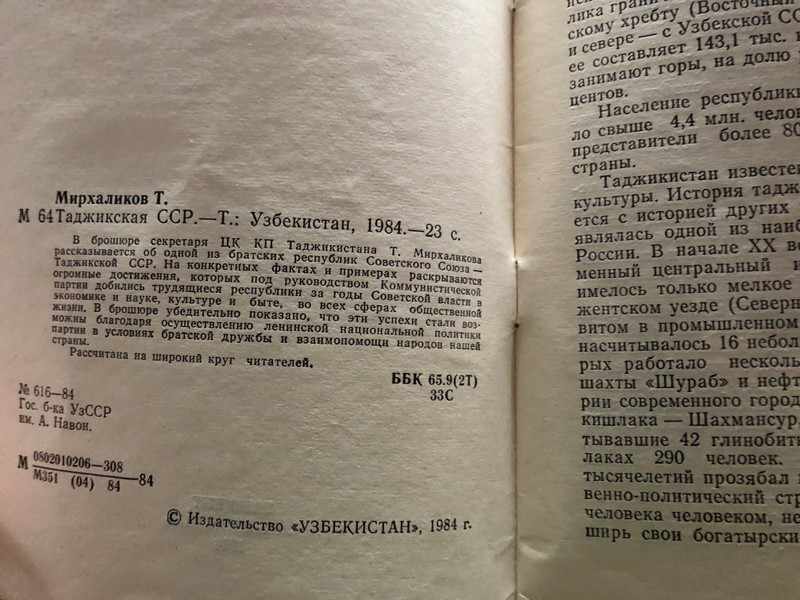 Мирхаликов Т.
М 64 Таджикская ССР.—Т.: Узбекистан, 1984.—23 с.
В брошюре секретаря ЦК КП Таджикистана Т. Мирхаликова
рассказывается об одной из братских республик Советского Союза —
Таджикской ССР. На конкретных фактах и примерах раскрываются
огромные достижения, которых под руководством Коммунистической
партии добились трудящиеся республики за годы Советской власти в
экономике и науке, культуре и быте, во всех сферах общественной
жизни. В брошюре убедительно показано, что эти успехи стали воз-
можны благодаря осуществлению ленинской национальной политики
партии в условиях братской дружбы и взаимопомощи народов нашей
страны.
Рассчитана на широкий круг читателей.
ББК 65.9(2Т)
33С
№ 616—84
Гос. б-ка УзССР
им. А. Навои.
М 0802010206—308
М351 (04) 84 —84
© Издательство «УЗБЕКИСТАН», 1984 г.
лика грани
скому хребту (Восточный
и севере — с Узбекской СС
ее составляет 143,1 тыс.
занимают горы, на долю
центов.
Население республики
ло свыше 4,4 млн. чело
представители более 80
страны.
Таджикистан известе
культуры. История тадж
ется с историей других
являлась одной из наиб
России. В начале XX ве
менный центральный и
имелось только мелкое
жентском уезде (Северн
витом в промышленном
насчитывалось 16 небол
рых работало несколь
шахты «Шураб» и нефт
рии современного город
кишлака — Шахмансур,
тывавшие 42 глинобит
лаках 290 человек.
тысячелетий прозябал
венно-политический стр
человека человеком, не
ширь свои богатырски